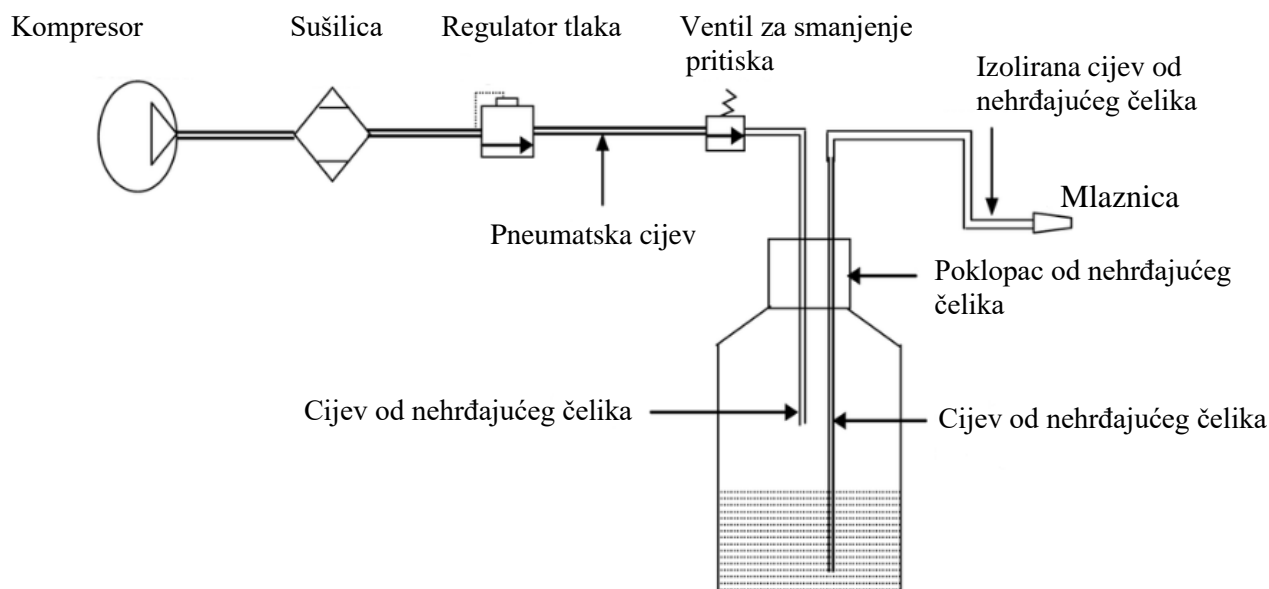 Kompresor
Sušilica
Regulator tlaka
Ventil za smanjenje
pritiska
Izolirana cijev od
nehrđajućeg čelika
Mlaznica
Pneumatska cijev
Poklopac od nehrđajućeg
čelika
Cijev od nehrđajućeg čelika
Cijev od nehrđajućeg čelika